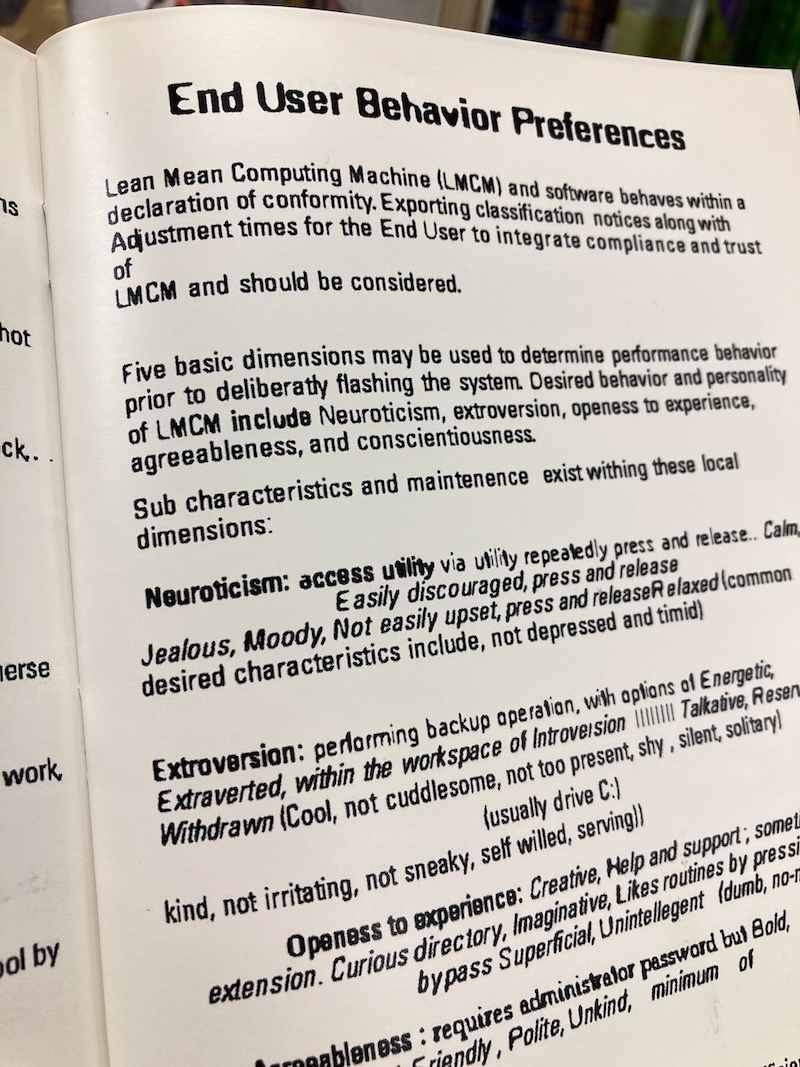 End User Behavior Preferences
Lean Mean Computing Machine (LMCM) and software behaves within a
declaration of conformity. Exporting classification notices along with
Adjustment times for the End User to integrate compliance and trust
of
LMCM and should be considered.
Five basic dimensions may be used to determine performance behavior
prior to deliberatly flashing the system. Desired behavior and personality
of LMCM include Neuroticism, extroversion, openess to experience,
agreeableness, and conscientiousness.
Sub characteristics and maintenence exist withing these local
dimensions:
Neuroticism: access utility via utility repeatedly press and release.. Calm,
Easily discouraged, press and release
Jealous, Moody, Not easily upset, press and releaseRelaxed (common
desired characteristics include, not depressed and timid)
Extroversion: performing backup operation, with options of Energetic,
Extraverted, within the workspace of Introversion |||||||| Talkative, Reserv
Withdrawn (Cool, not cuddlesome, not too present, shy , silent, solitary)
(usually drive C:)
kind, not irritating, not sneaky, self willed, serving))
Openess to experience: Creative, Help and support ; someti
extension. Curious directory, Imaginative, Likes routines by pressi
bypass Superficial, Unintellegent (dumb, no-n
Agreeableness : requires administrator password but Bold,
Friendly , Polite, Unkind, minimum of
ns
hot
ck. . .
verse
work,
ool by